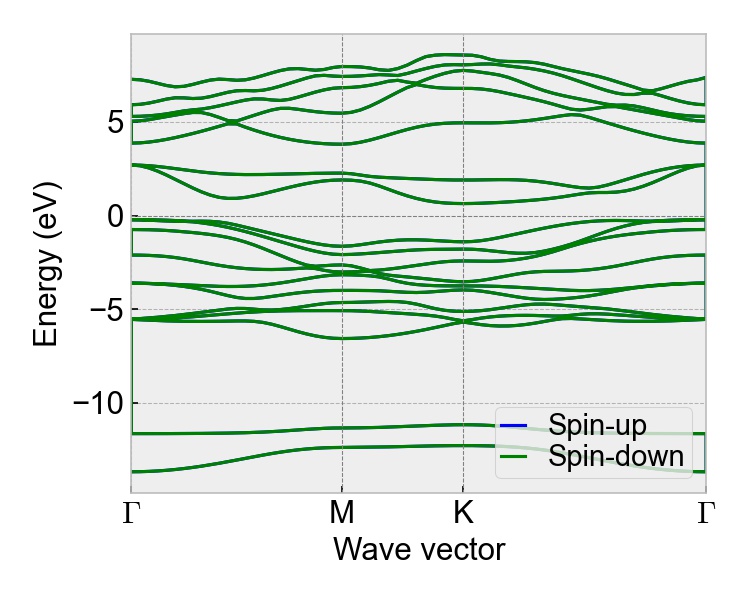 Energy (eV)
5
0
−5
−10
Spin-up
Spin-down
Γ M K Γ
Wave vector